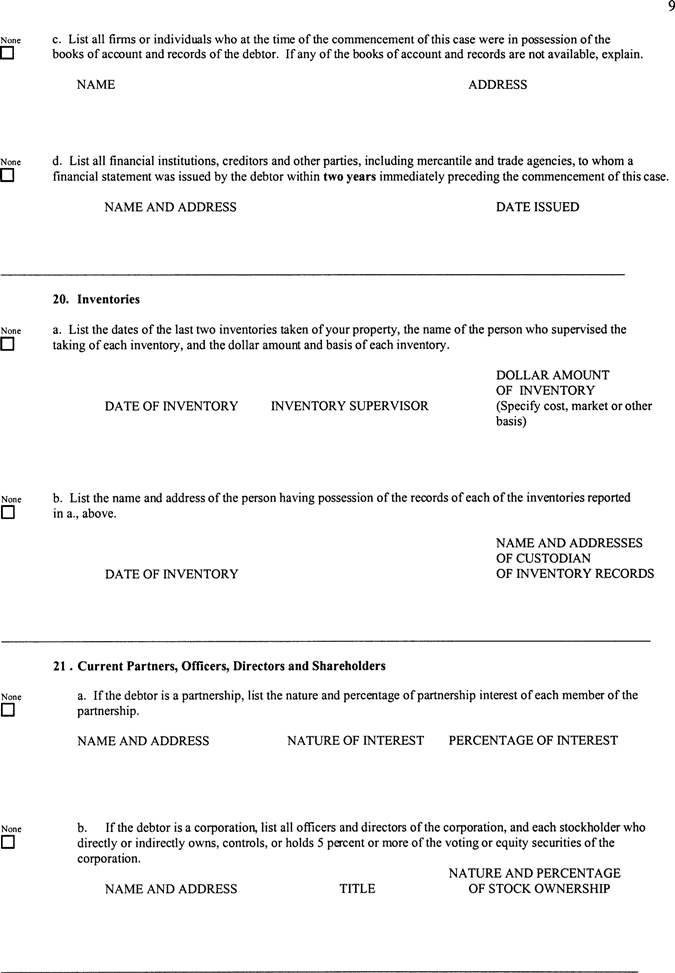 9
None
c. List all firms or individuals who at the time of the commencement of this case were in possession of the
books of account and records of the debtor. If any of the books of account and records are not available, explain.
NAME ADDRESS
None
d. List all financial institutions, creditors and other parties, including mercantile and trade agencies, to whom a
financial statement was issued by the debtor within two years immediately preceding the commencement of this case.
NAME AND ADDRESS DATE ISSUED
20. Inventories
None
a. List the dates of the last two inventories taken of your property, the name of the person who supervised the
taking of each inventory, and the dollar amount and basis of each inventory.
DOLLAR AMOUNT
OF INVENTORY
DATE OF INVENTORY INVENTORY SUPERVISOR (Specify cost, market or other
basis)
None
b. List the name and address of the person having possession of the records of each of the inventories reported
in a., above.
NAME AND ADDRESSES
OF CUSTODIAN
DATE OF INVENTORY OF INVENTORY RECORDS
21 . Current Partners, Officers, Directors and Shareholders
None
a. If the debtor is a partnership, list the nature and percentage of partnership interest of each member of the
partnership.
NAME AND ADDRESS NATURE OF INTEREST PERCENTAGE OF INTEREST
None
b. If the debtor is a corporation, list all officers and directors of the corporation, and each stockholder who
directly or indirectly owns, controls, or holds 5 percent or more of the voting or equity securities of the
corporation.
NATURE AND PERCENTAGE
NAME AND ADDRESS TITLE OF STOCK OWNERSHIP